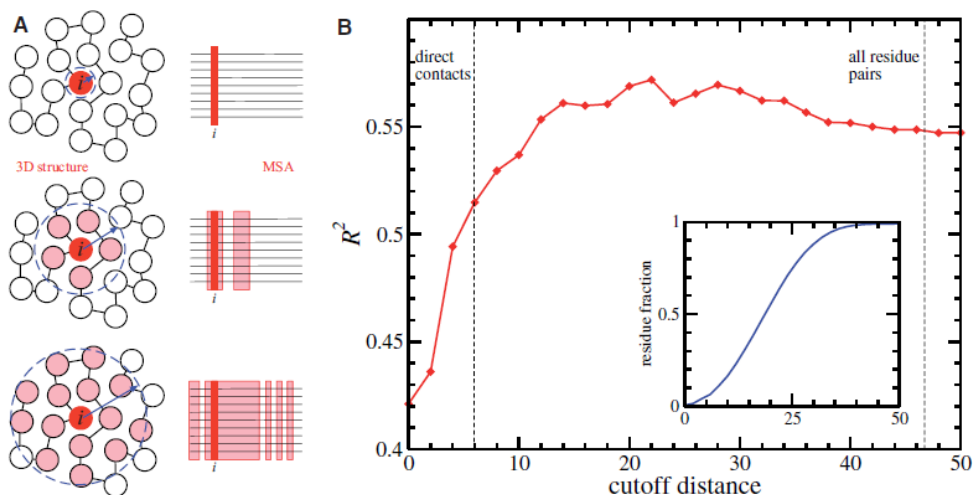 A
i
i
3D structure
MSA
i
i
i
i
B
direct
contacts
all residue
pairs
R²
0.55
0.5
0.45
0.4
0
10
20
30
40
50
cutoff distance
residue fraction
1
0.5
0
0
25
50